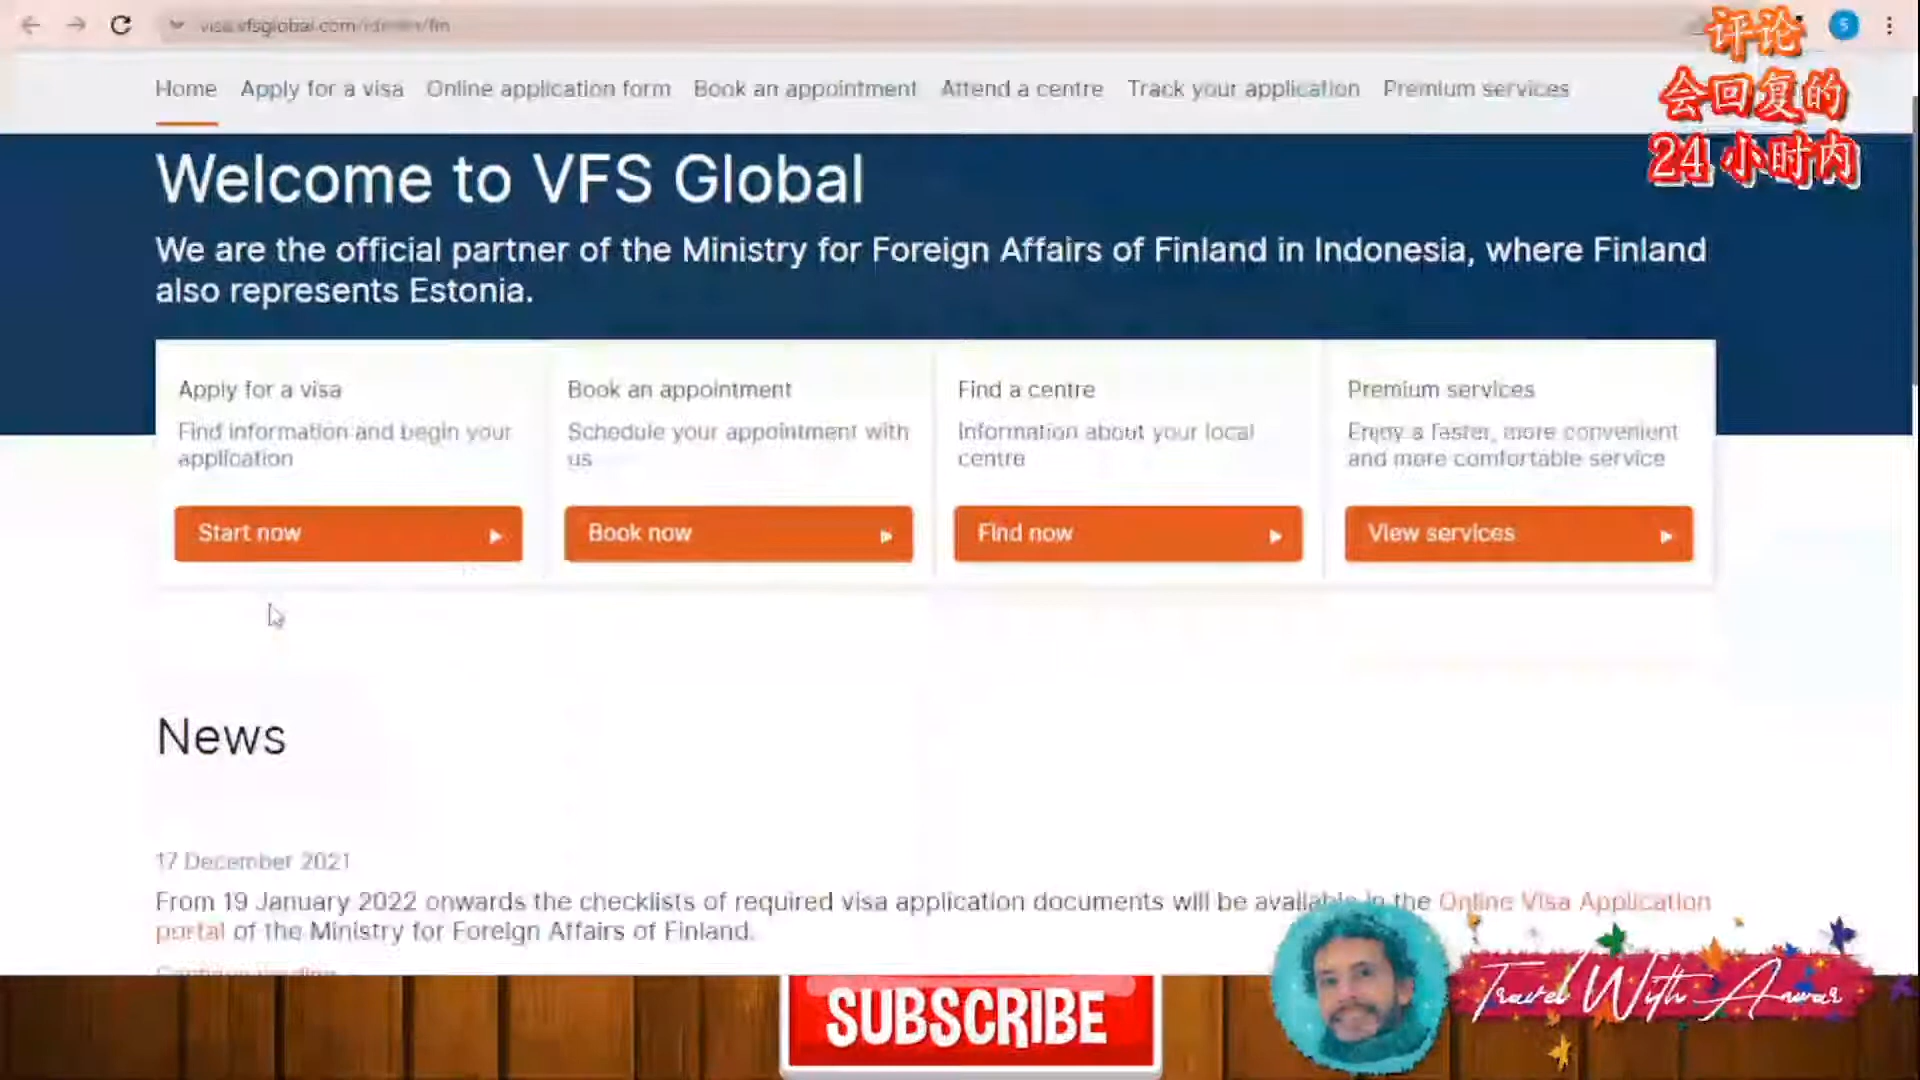 评论
会回复的
24 小时内
Home Apply for a visa Online application form Book an appointment Attend a centre Track your application Premium services
Welcome to VFS Global
We are the official partner of the Ministry for Foreign Affairs of Finland in Indonesia, where Finland
also represents Estonia.
Apply for a visa
Find information and begin your
application
Start now
Book an appointment
Schedule your appointment with
us
Book now
Find a centre
Information about your local
centre
Find now
Premium services
Enjoy a faster, more convenient
and more comfortable service
View services
News
17 December 2021
From 19 January 2022 onwards the checklists of required visa application documents will be available in the Online Visa Application
portal of the Ministry for Foreign Affairs of Finland.
SUBSCRIBE
Travel With Anwar